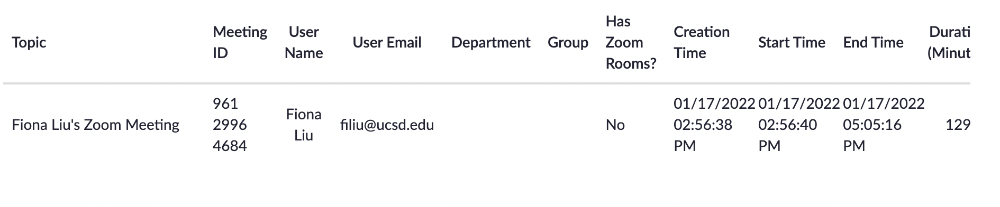 Topic
Meeting
ID
User
Name
User Email
Department
Group
Has
Zoom
Rooms?
Creation
Time
Start Time
End Time
Durati
(Minut
Fiona Liu's Zoom Meeting
961
2996
4684
Fiona
Liu
filiu@ucsd.edu
No
01/17/2022
02:56:38
PM
01/17/2022
02:56:40
PM
01/17/2022
05:05:16
PM
129